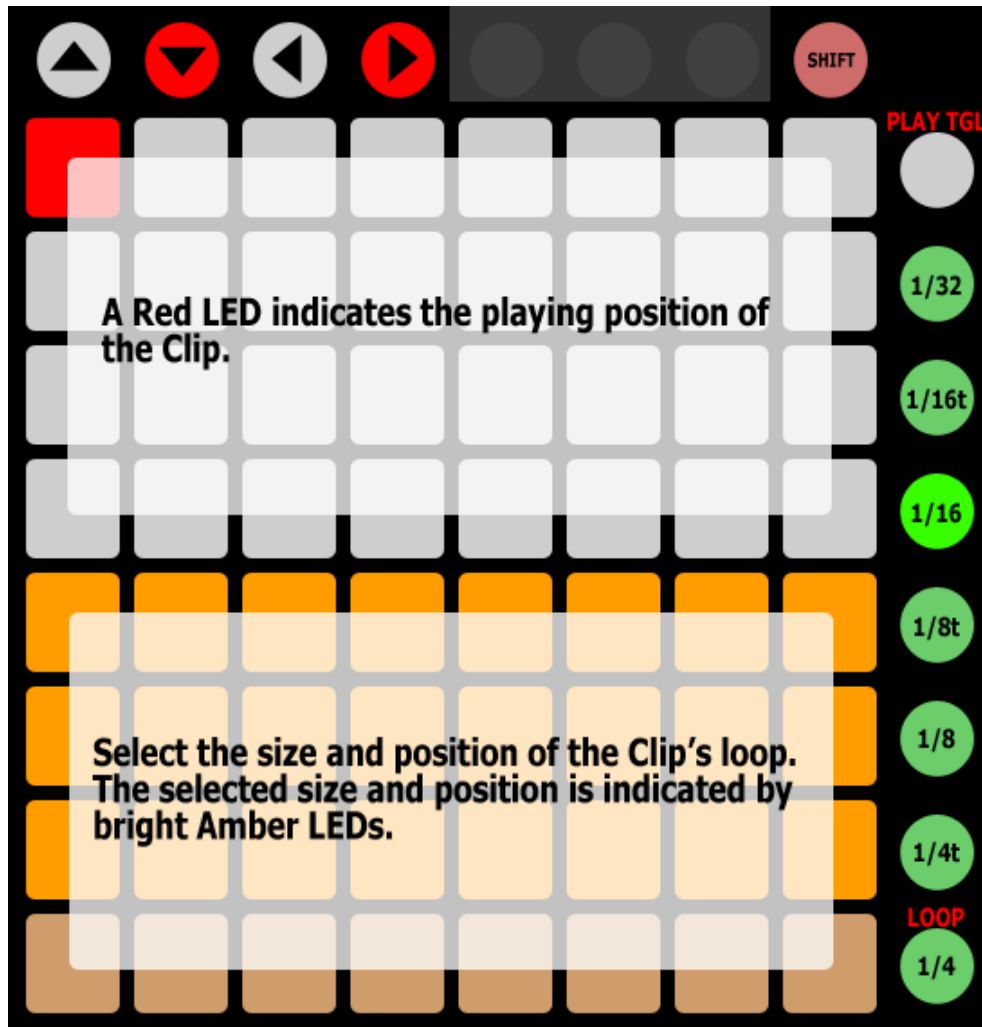 SHIFT
PLAY TGL
1/32
A Red LED indicates the playing position of
the Clip.
1/16t
1/16
1/8t
Select the size and position of the Clip's loop.
The selected size and position is indicated by
bright Amber LEDs.
1/8
1/4t
LOOP
1/4